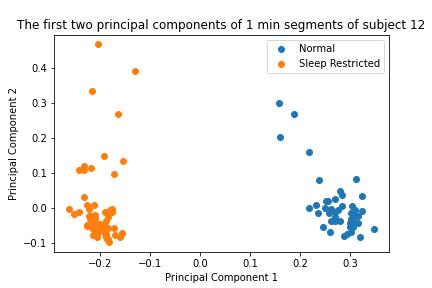 The first two principal components of 1 min segments of subject 12
Normal
Sleep Restricted
Principal Component 2
0.4
0.3
0.2
0.1
0.0
−0.1
−0.2 −0.1 0.0 0.1 0.2 0.3
Principal Component 1